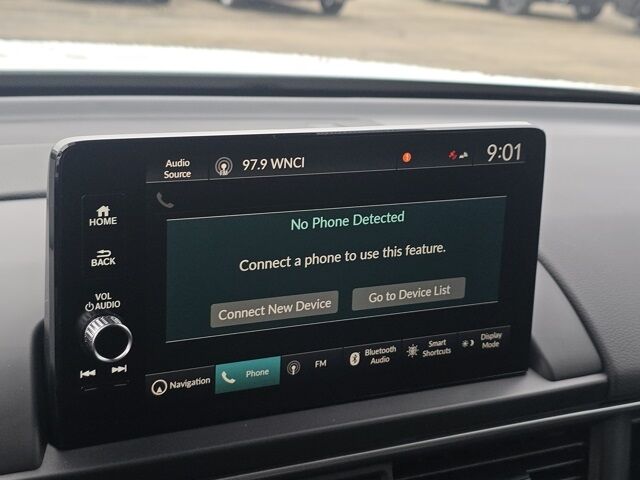 Audio
Source
97.9 WNCI
9:01
HOME
BACK
VOL
AUDIO
No Phone Detected
Connect a phone to use this feature.
Connect New Device
Go to Device List
Navigation
Phone
FM
Bluetooth
Audio
Smart
Shortcuts
Display
Mode